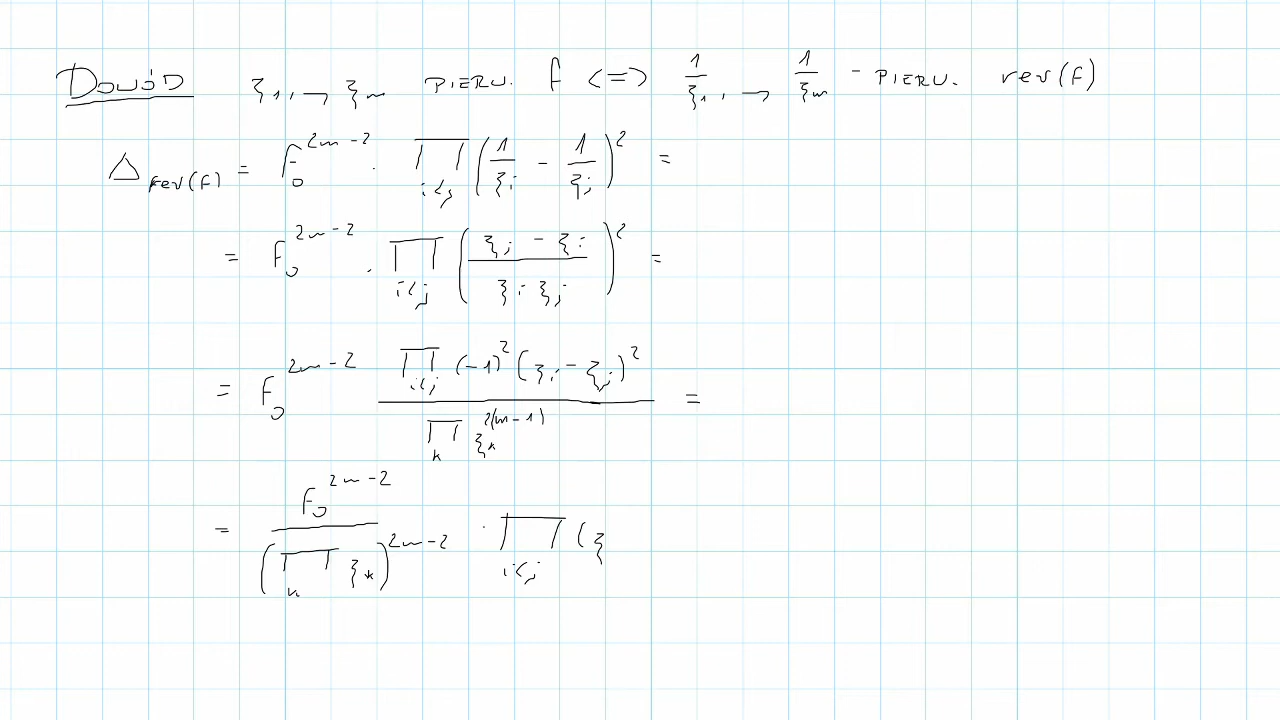 Dowód ξ₁, → ξₘ PIERW. f <=> 1/ξ₁, → 1/ξₘ - PIERW. rev(f)
Δ_rev(f) = f₀^(2m-2) · ∏_(i<j) (1/ξᵢ - 1/ξⱼ)² =
= f₀^(2m-2) · ∏_(i<j) ((ξⱼ - ξᵢ)/(ξᵢ ξⱼ))² =
= f₀^(2m-2) (∏_(i<j) (-1)² (ξᵢ - ξⱼ)²)/(∏_k ξ_k^(2(m-1))) =
= f₀^(2m-2)/(∏_k ξ_k)^(2m-2) · ∏_(i<j) (ξ